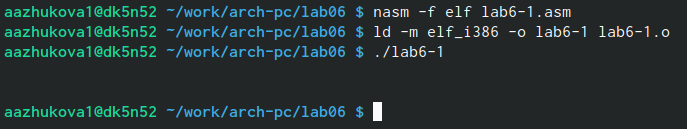 aazhukova1@dk5n52 ~/work/arch-pc/lab06 $ nasm -f elf lab6-1.asm
aazhukova1@dk5n52 ~/work/arch-pc/lab06 $ ld -m elf_i386 -o lab6-1 lab6-1.o
aazhukova1@dk5n52 ~/work/arch-pc/lab06 $ ./lab6-1
aazhukova1@dk5n52 ~/work/arch-pc/lab06 $